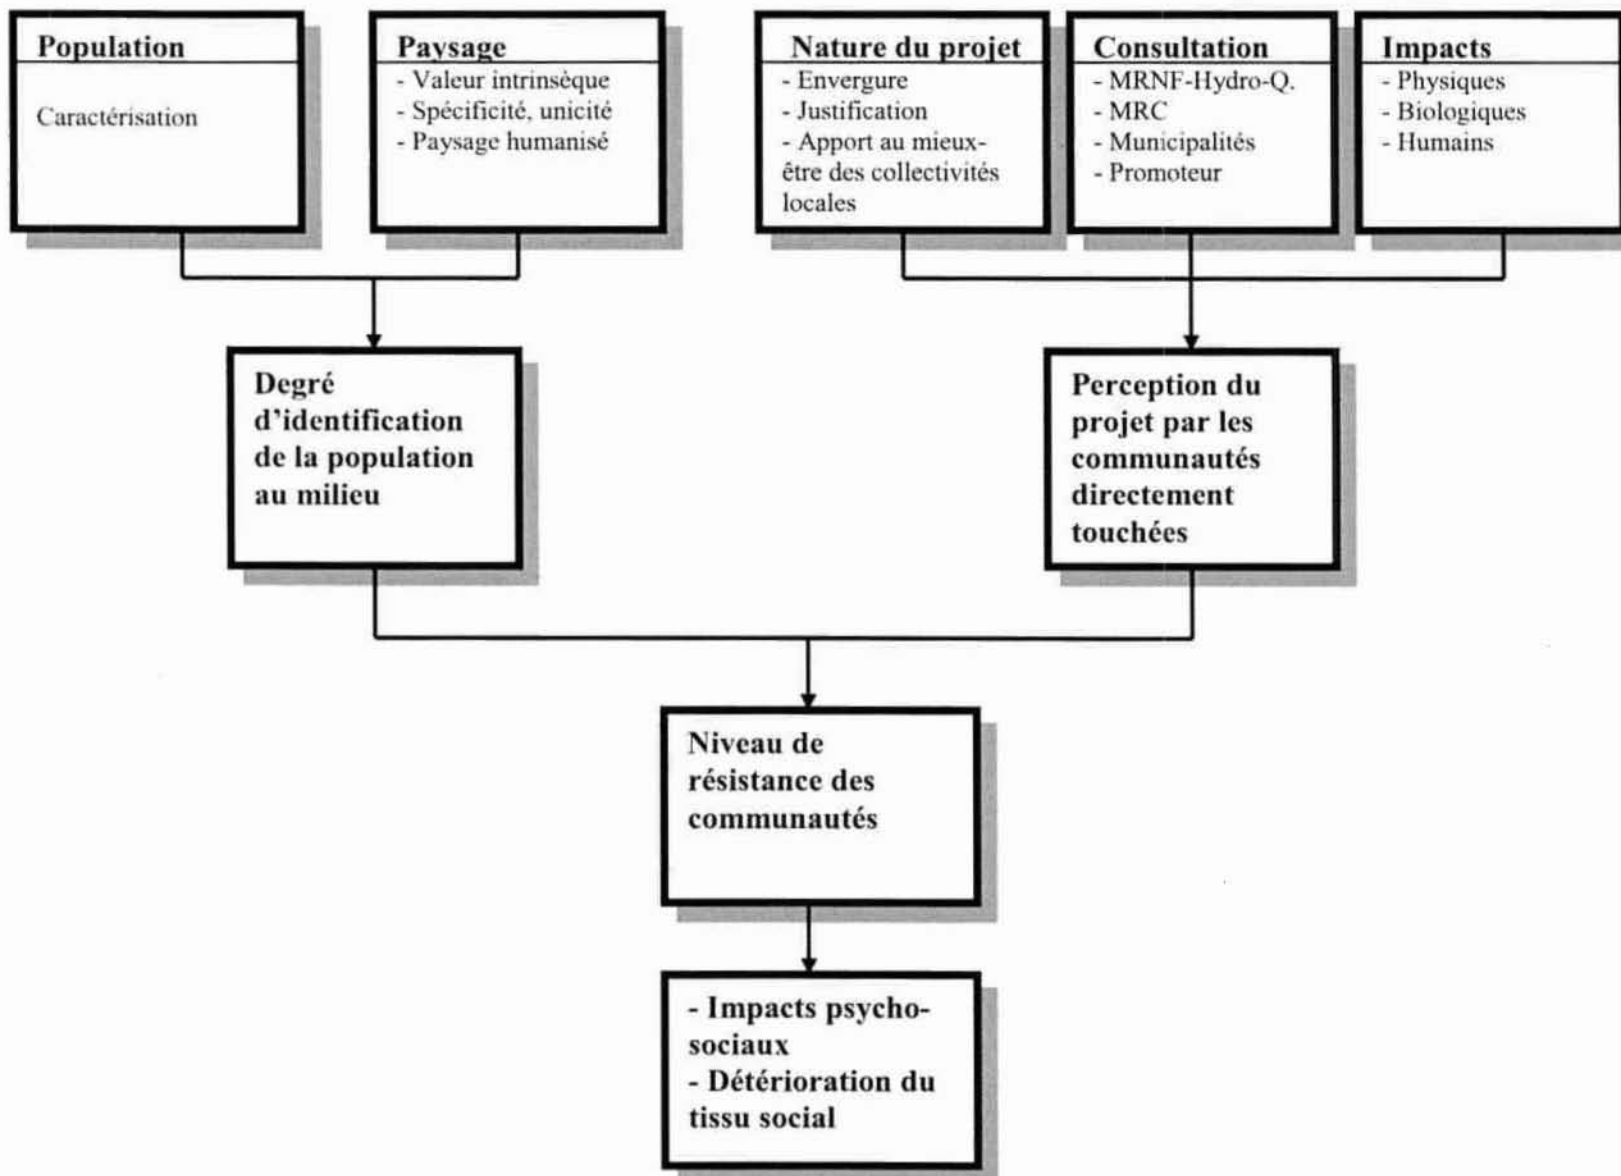 Population
Caractérisation
Paysage
- Valeur intrinsèque
- Spécificité, unicité
- Paysage humanisé
Nature du projet
- Envergure
- Justification
- Apport au mieux-
être des collectivités
locales
Consultation
- MRNF-Hydro-Q.
- MRC
- Municipalités
- Promoteur
Impacts
- Physiques
- Biologiques
- Humains
Degré
d'identification
de la population
au milieu
Perception du
projet par les
communautés
directement
touchées
Niveau de
résistance des
communautés
- Impacts psycho-
sociaux
- Détérioration du
tissu social